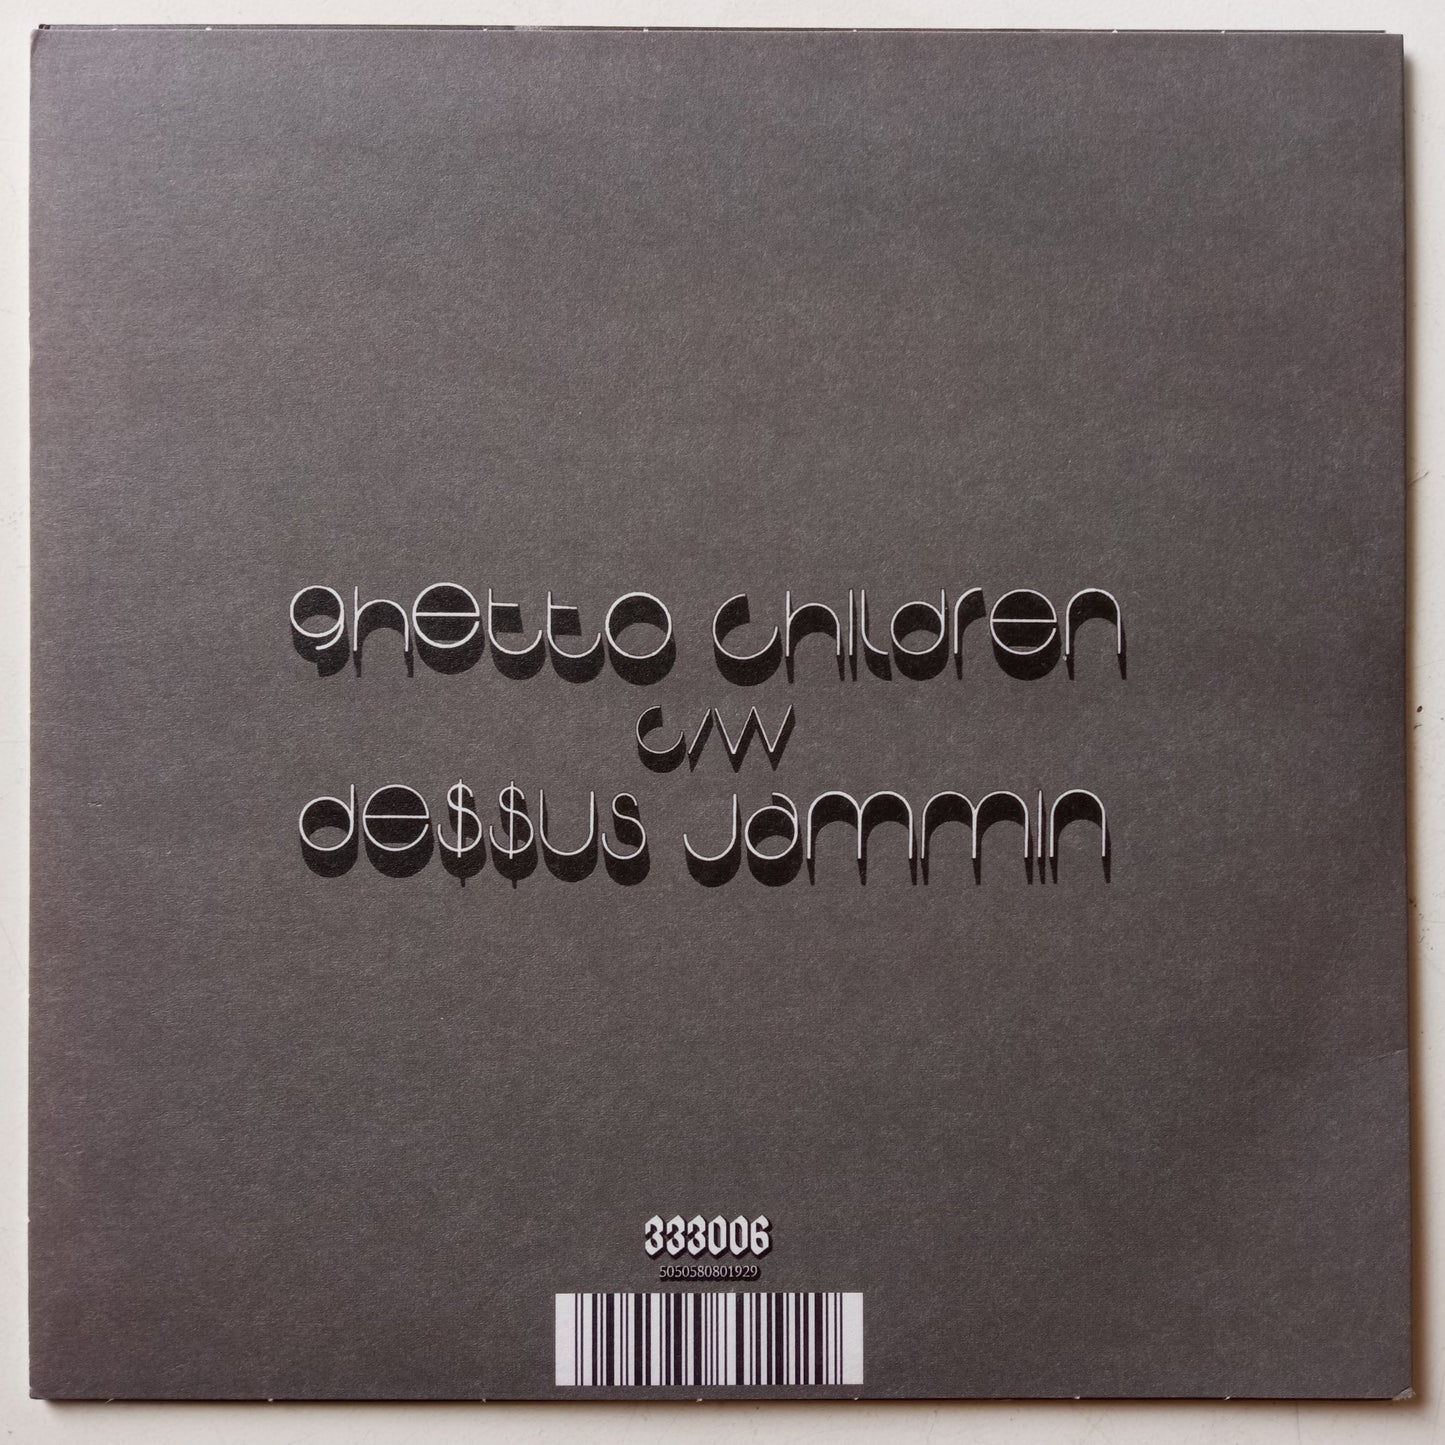 ghetto children
c/w
de$$us jammin
333006
5050580801929